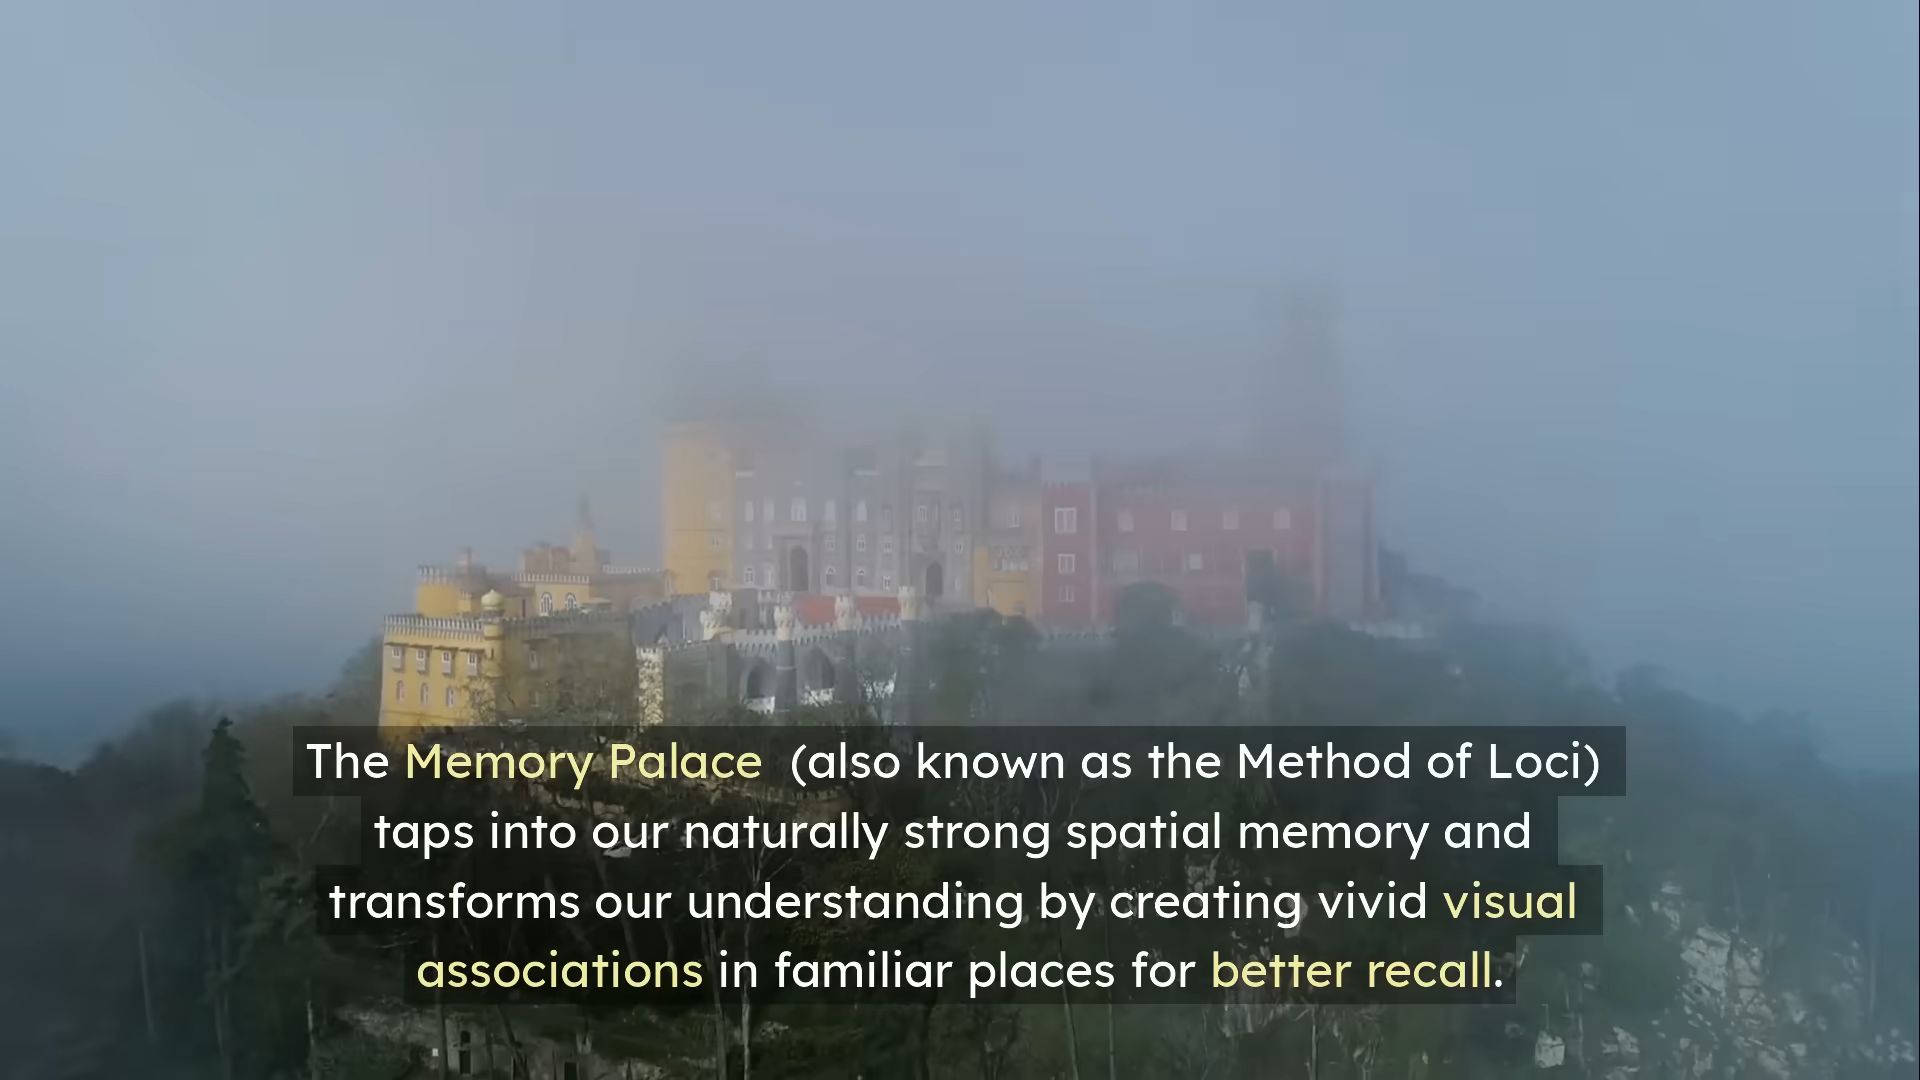 The Memory Palace (also known as the Method of Loci)
taps into our naturally strong spatial memory and
transforms our understanding by creating vivid visual
associations in familiar places for better recall.